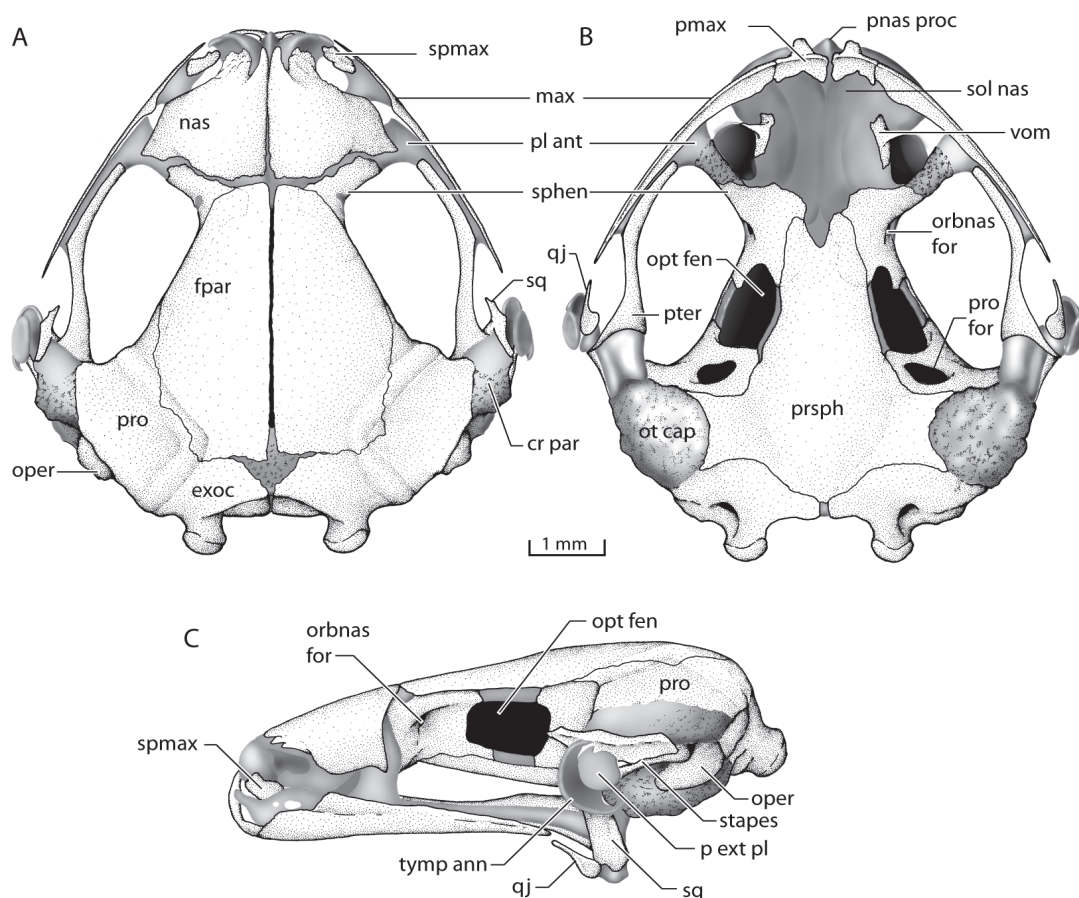 A
spmax
max
nas
pl ant
sphen
fpar
sq
pro
cr par
oper
exoc
1 mm
B
pmax
pnas proc
sol nas
vom
orbnas
for
qj
opt fen
pter
pro
for
prsph
ot cap
C
orbnas
for
opt fen
pro
spmax
oper
stapes
tymp ann
p ext pl
qj
sq